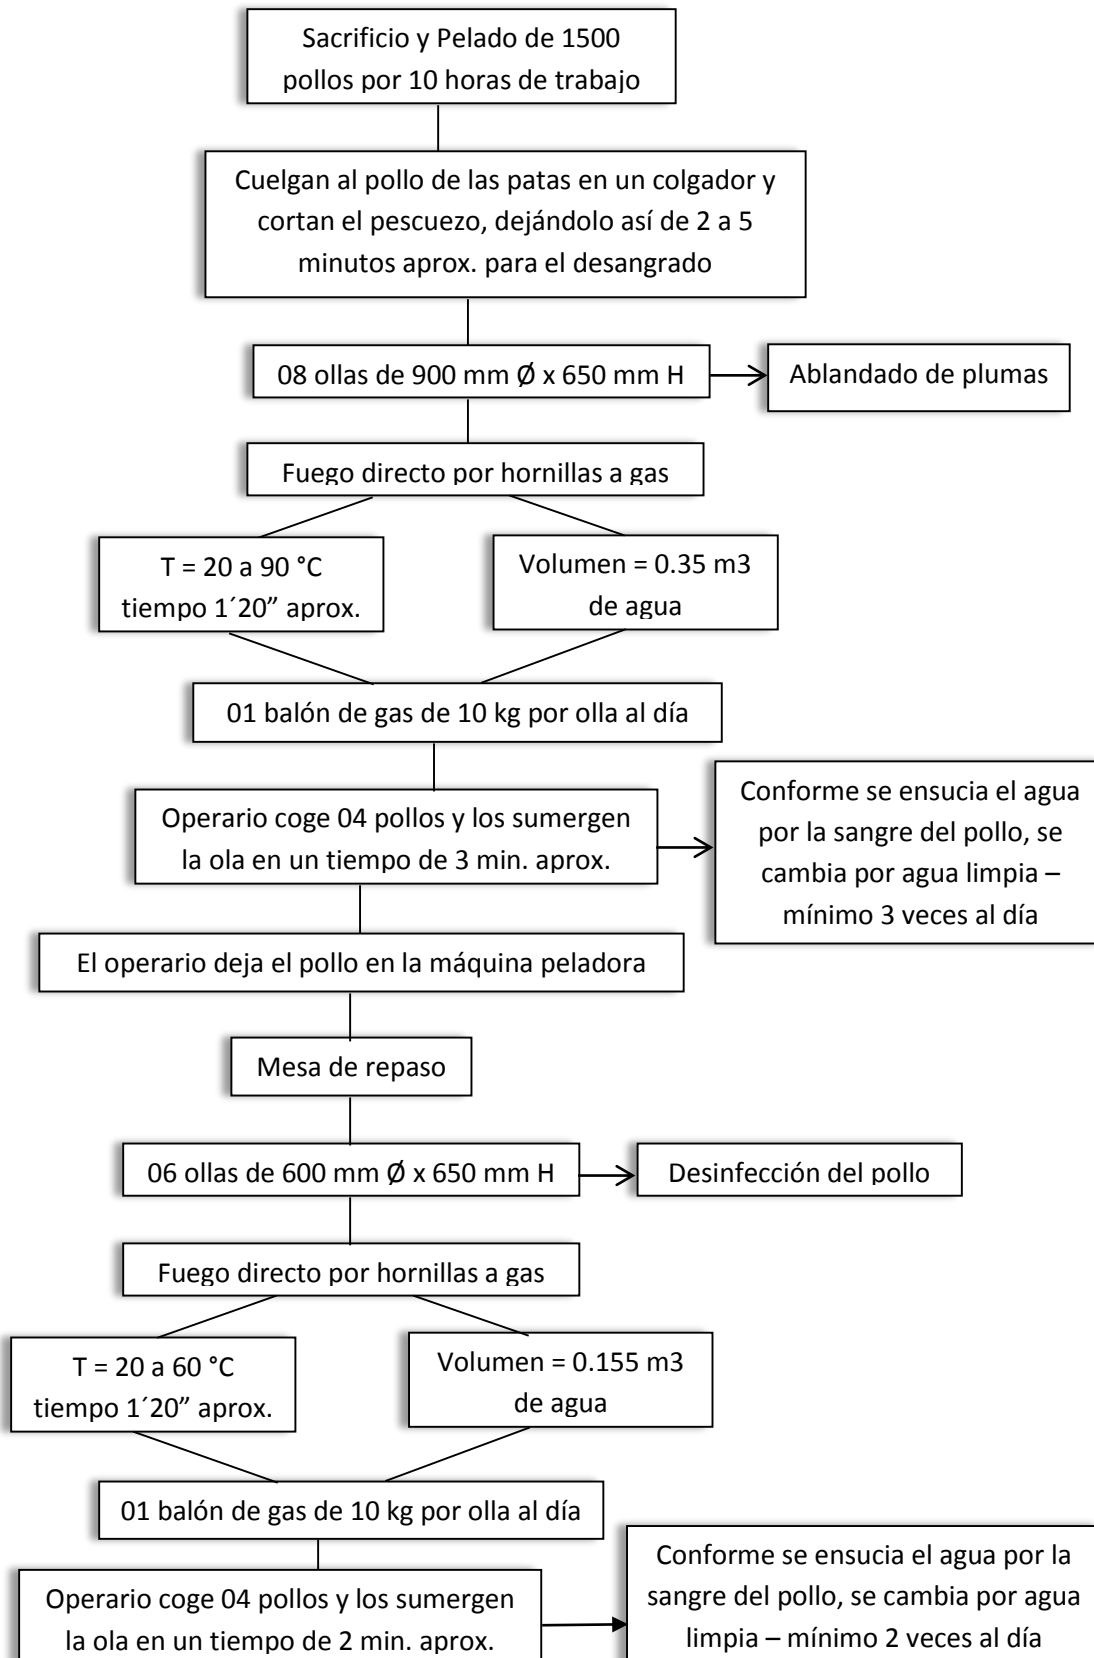 Sacrificio y Pelado de 1500
pollos por 10 horas de trabajo
Cuelgan al pollo de las patas en un colgador y
cortan el pescuezo, dejándolo así de 2 a 5
minutos aprox. para el desangrado
08 ollas de 900 mm Ø x 650 mm H
Ablandado de plumas
Fuego directo por hornillas a gas
T = 20 a 90 °C
tiempo 1´20” aprox.
Volumen = 0.35 m3
de agua
01 balón de gas de 10 kg por olla al día
Operario coge 04 pollos y los sumergen
la ola en un tiempo de 3 min. aprox.
Conforme se ensucia el agua
por la sangre del pollo, se
cambia por agua limpia –
mínimo 3 veces al día
El operario deja el pollo en la máquina peladora
Mesa de repaso
06 ollas de 600 mm Ø x 650 mm H
Desinfección del pollo
Fuego directo por hornillas a gas
T = 20 a 60 °C
tiempo 1´20” aprox.
Volumen = 0.155 m3
de agua
01 balón de gas de 10 kg por olla al día
Operario coge 04 pollos y los sumergen
la ola en un tiempo de 2 min. aprox.
Conforme se ensucia el agua por la
sangre del pollo, se cambia por agua
limpia – mínimo 2 veces al día